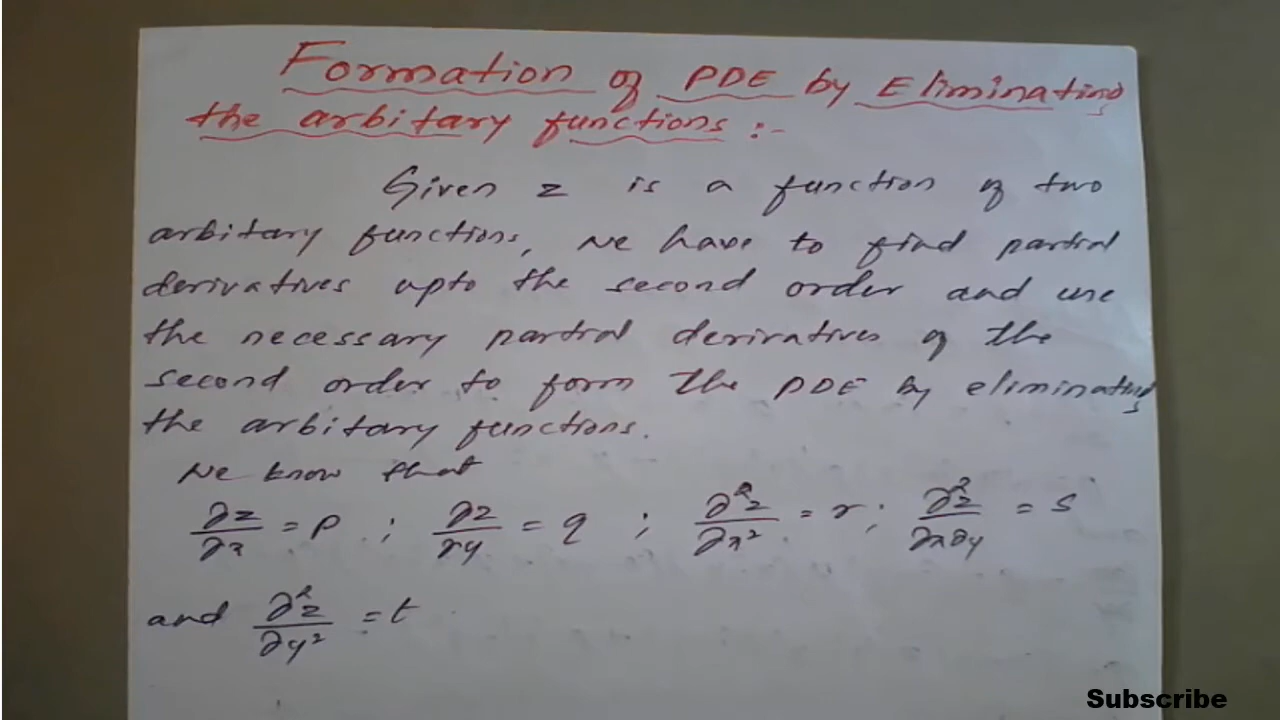 Formation of PDE by Eliminating
the arbitary functions :-
Given z is a function of two
arbitary functions, we have to find partial
derivatives upto the second order and use
the necessary partial derivatives of the
second order to form the PDE by eliminating
the arbitary functions.
We know that
∂z/∂x = p ; ∂z/∂y = q ; ∂²z/∂x² = r ; ∂²z/∂x∂y = s
and ∂²z/∂y² = t
Subscribe